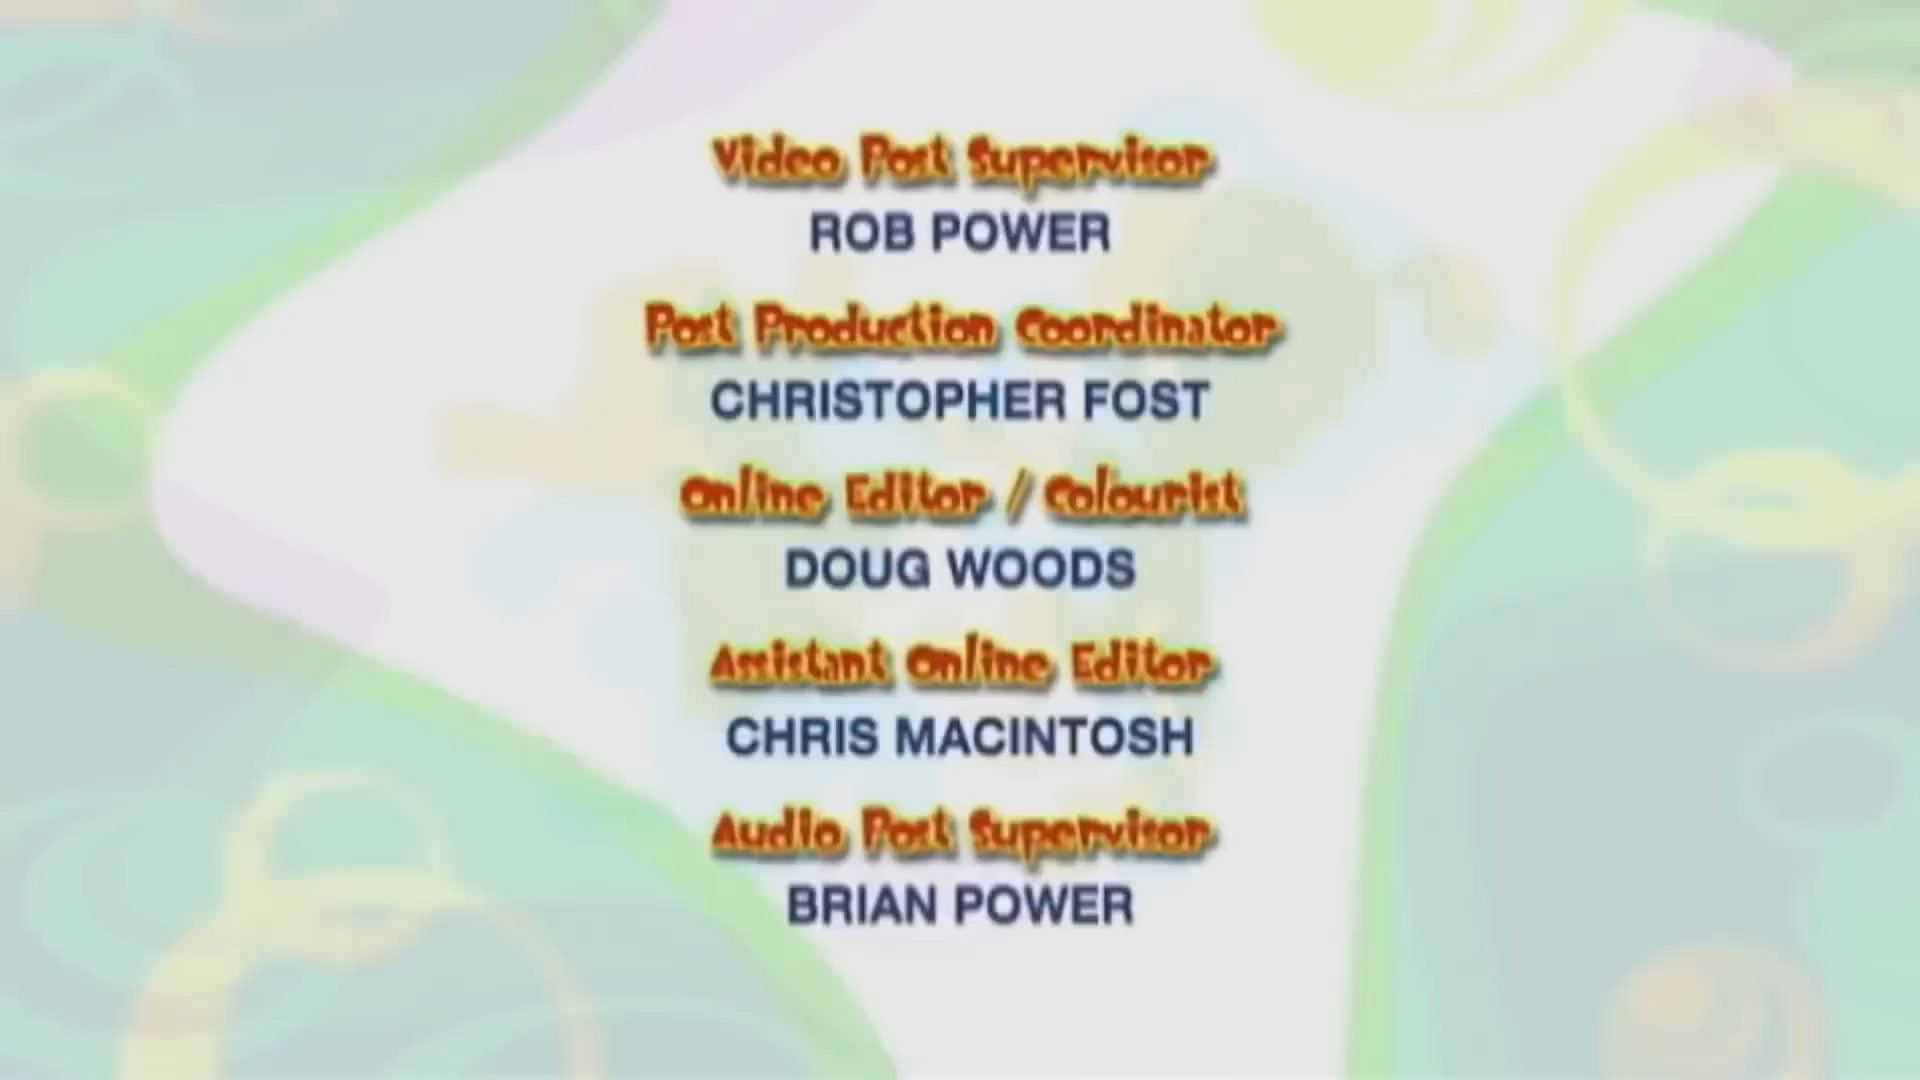 Video Post Supervisor
ROB POWER
Post Production Coordinator
CHRISTOPHER FOST
Online Editor / Colourist
DOUG WOODS
Assistant Online Editor
CHRIS MACINTOSH
Audio Post Supervisor
BRIAN POWER